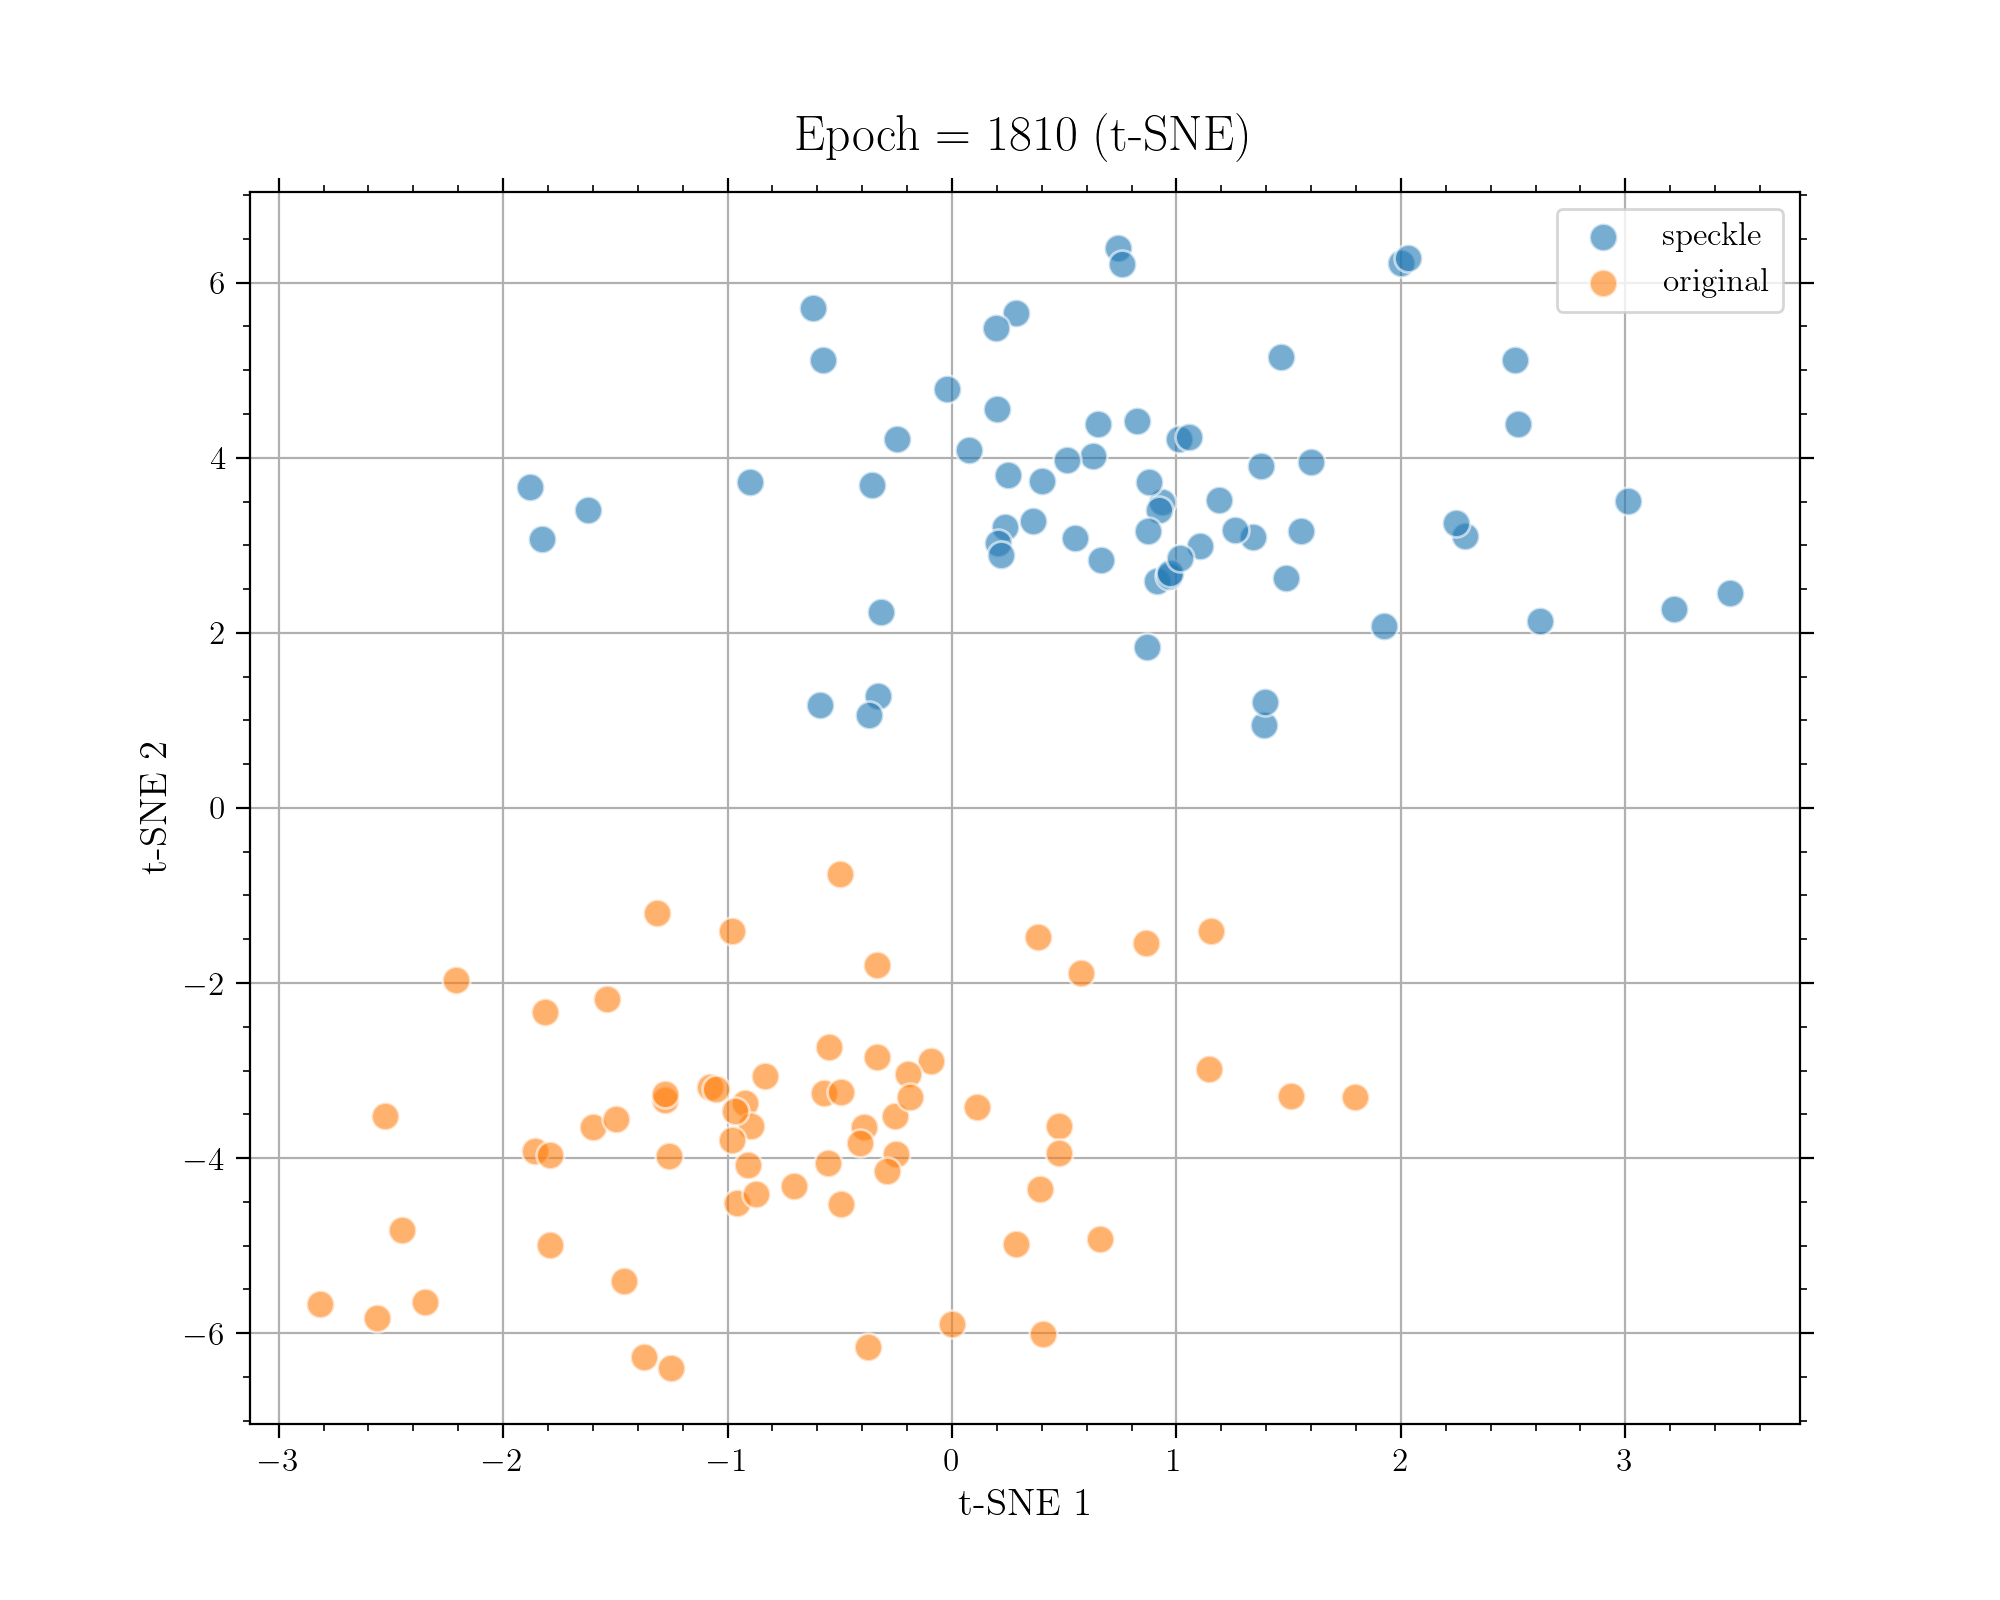 Epoch = 1810 (t-SNE)
speckle
original
6
4
2
0
−2
−4
−6
t-SNE 2
−3 −2 −1 0 1 2 3
t-SNE 1